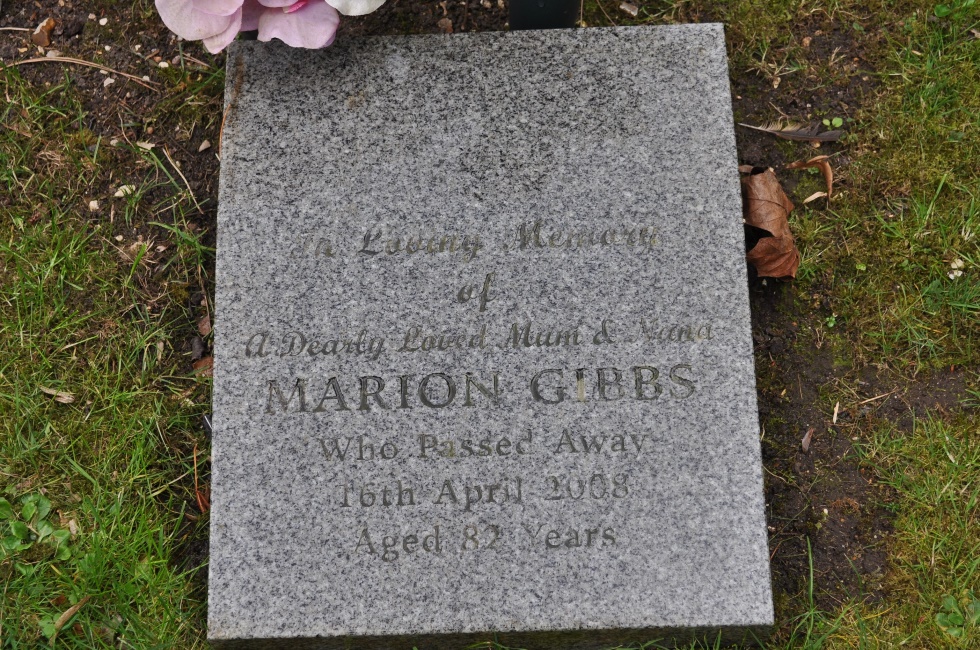 In Loving Memory
of
A Dearly Loved Mum & Nana
MARION GIBBS
Who Passed Away
16th April 2008
Aged 82 Years